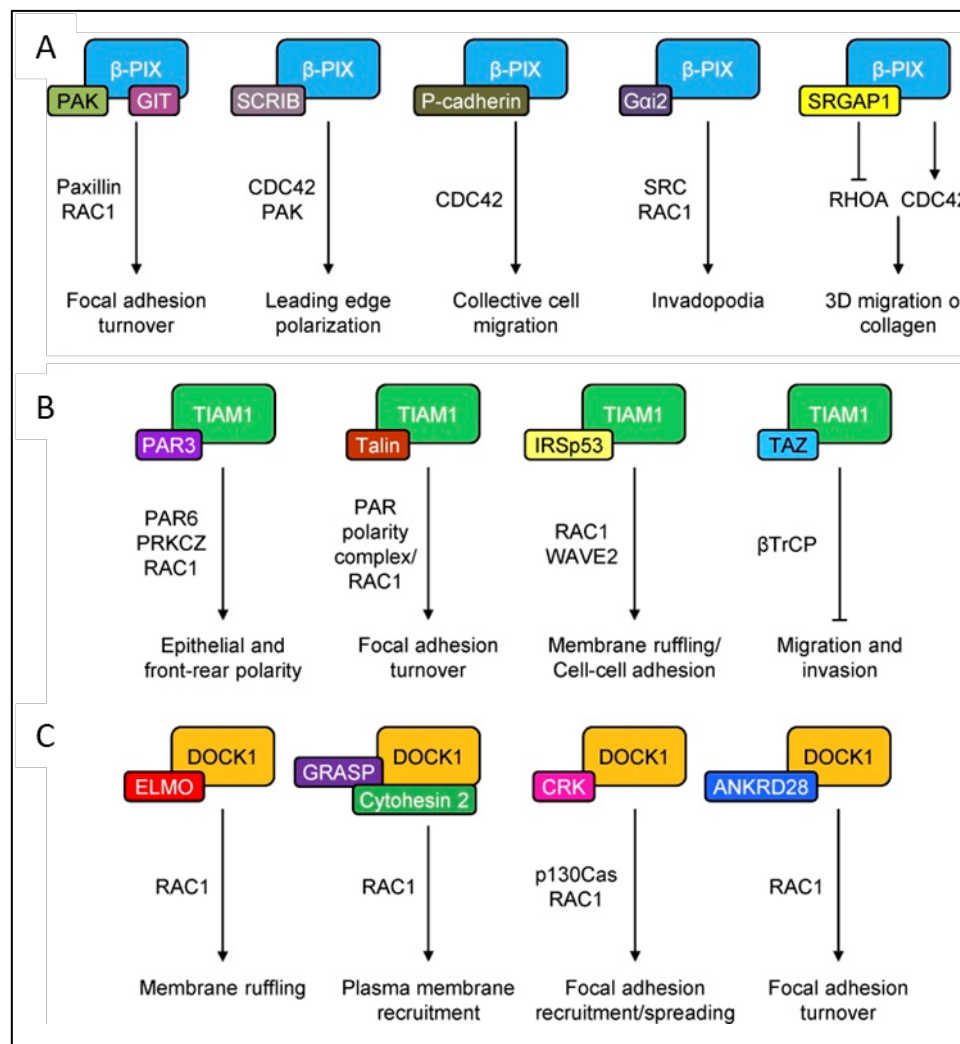 A
β-PIX β-PIX β-PIX β-PIX β-PIX
PAK GIT SCRIB P-cadherin Gαi2 SRGAP1
Paxillin
RAC1
CDC42
PAK
CDC42
SRC
RAC1
RHOA CDC42
Focal adhesion
turnover
Leading edge
polarization
Collective cell
migration
Invadopodia
3D migration o
collagen
B
TIAM1 TIAM1 TIAM1 TIAM1
PAR3 Talin IRSp53 TAZ
PAR6
PRKCZ
RAC1
PAR
polarity
complex/
RAC1
RAC1
WAVE2
βTrCP
Epithelial and
front-rear polarity
Focal adhesion
turnover
Membrane ruffling/
Cell-cell adhesion
Migration and
invasion
C
DOCK1 DOCK1 DOCK1 DOCK1
ELMO GRASP Cytohesin 2 CRK ANKRD28
RAC1
RAC1
p130Cas
RAC1
RAC1
Membrane ruffling
Plasma membrane
recruitment
Focal adhesion
recruitment/spreading
Focal adhesion
turnover